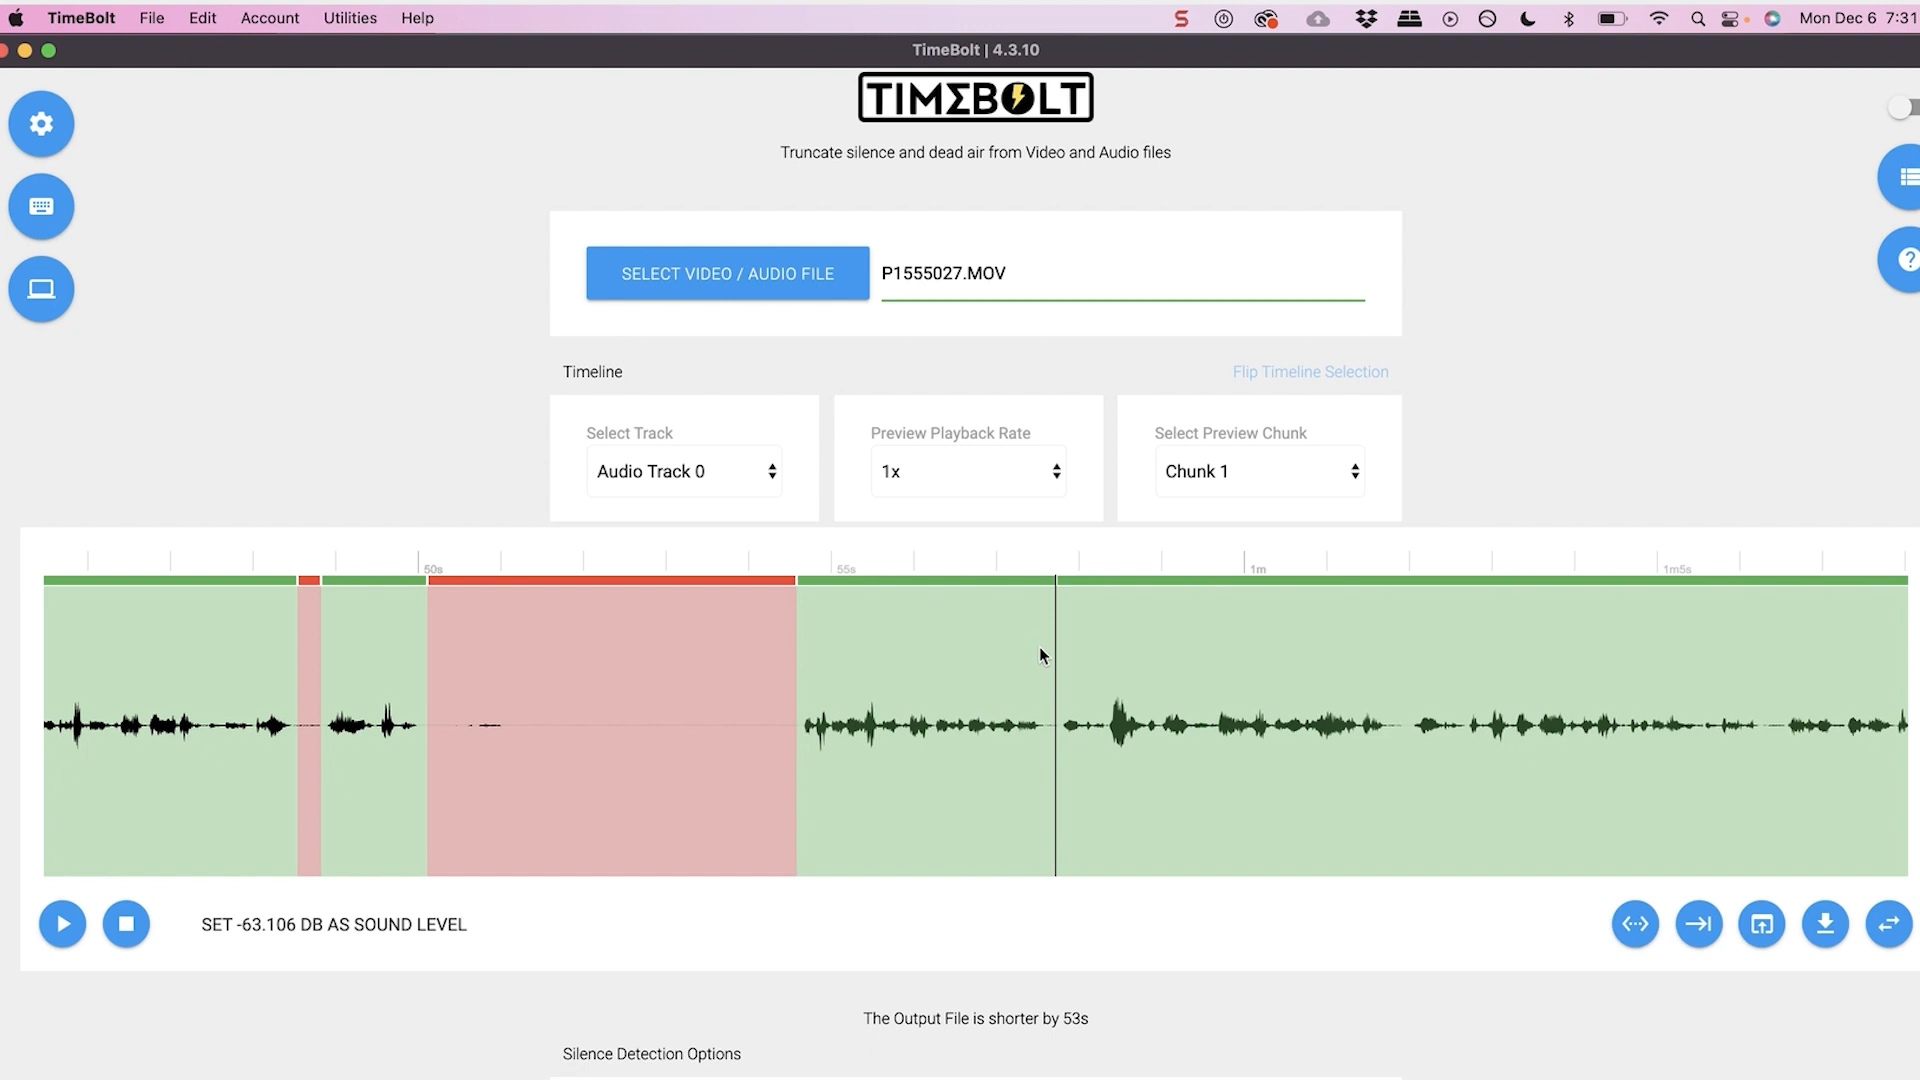 TimeBolt File Edit Account Utilities Help
Mon Dec 6 7:31
TimeBolt | 4.3.10
TIMΣBOLT
Truncate silence and dead air from Video and Audio files
SELECT VIDEO / AUDIO FILE P1555027.MOV
Timeline
Flip Timeline Selection
Select Track
Audio Track 0
Preview Playback Rate
1x
Select Preview Chunk
Chunk 1
50s 55s 1m 1m5s
SET -63.106 DB AS SOUND LEVEL
The Output File is shorter by 53s
Silence Detection Options